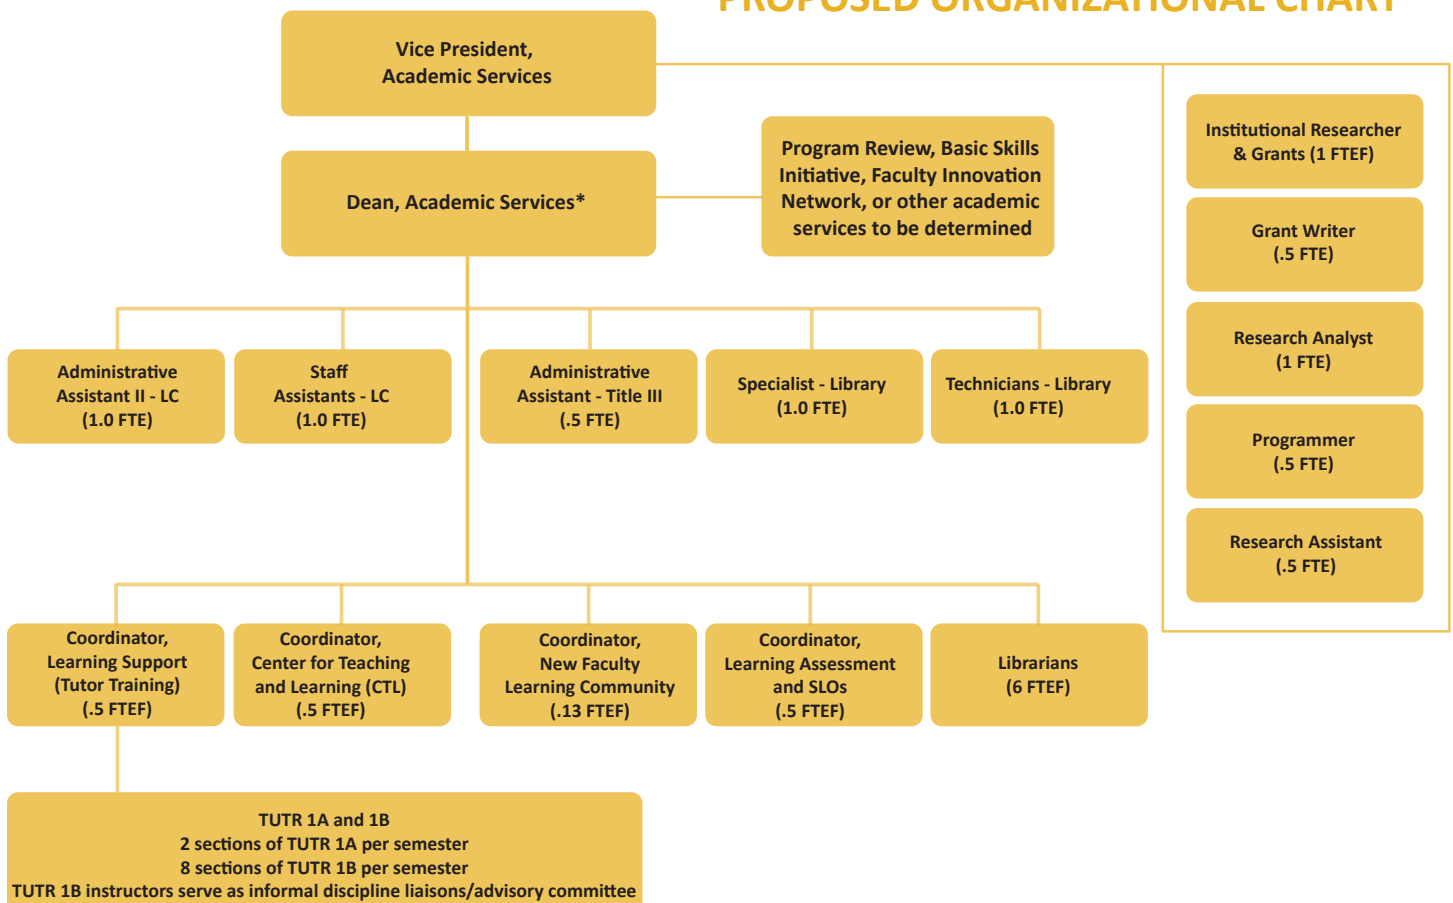 PROPOSED ORGANIZATIONAL CHART
Vice President,
Academic Services
Dean, Academic Services*
Program Review, Basic Skills
Initiative, Faculty Innovation
Network, or other academic
services to be determined
Institutional Researcher
& Grants (1 FTEF)
Grant Writer
(.5 FTE)
Research Analyst
(1 FTE)
Programmer
(.5 FTE)
Research Assistant
(.5 FTE)
Administrative
Assistant II - LC
(1.0 FTE)
Staff
Assistants - LC
(1.0 FTE)
Administrative
Assistant - Title III
(.5 FTE)
Specialist - Library
(1.0 FTE)
Technicians - Library
(1.0 FTE)
Coordinator,
Learning Support
(Tutor Training)
(.5 FTEF)
Coordinator,
Center for Teaching
and Learning (CTL)
(.5 FTEF)
Coordinator,
New Faculty
Learning Community
(.13 FTEF)
Coordinator,
Learning Assessment
and SLOs
(.5 FTEF)
Librarians
(6 FTEF)
TUTR 1A and 1B
2 sections of TUTR 1A per semester
8 sections of TUTR 1B per semester
TUTR 1B instructors serve as informal discipline liaisons/advisory committee